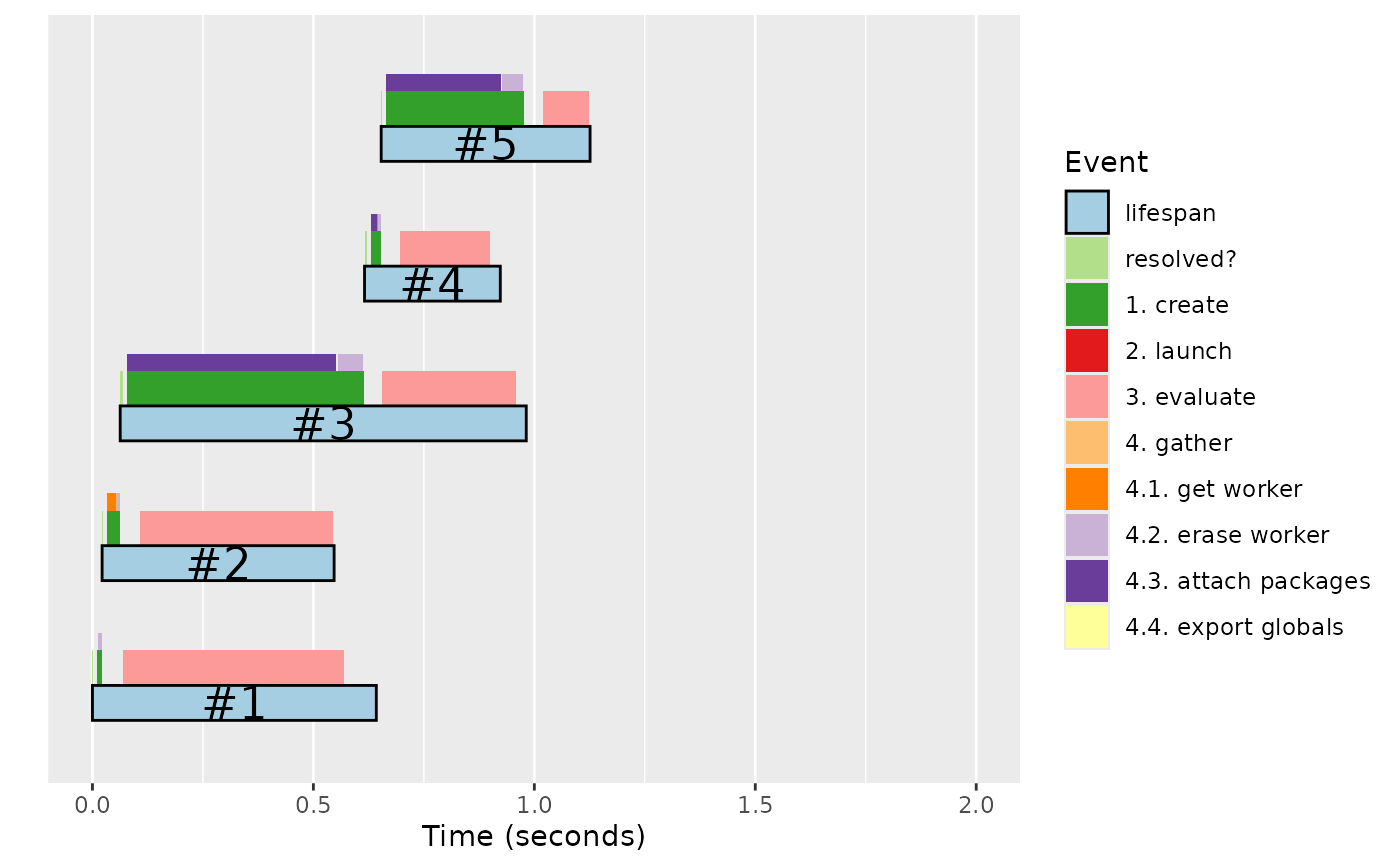 #5
#4
#3
#2
#1
0.0 0.5 1.0 1.5 2.0
Time (seconds)
Event
lifespan
resolved?
1. create
2. launch
3. evaluate
4. gather
4.1. get worker
4.2. erase worker
4.3. attach packages
4.4. export globals